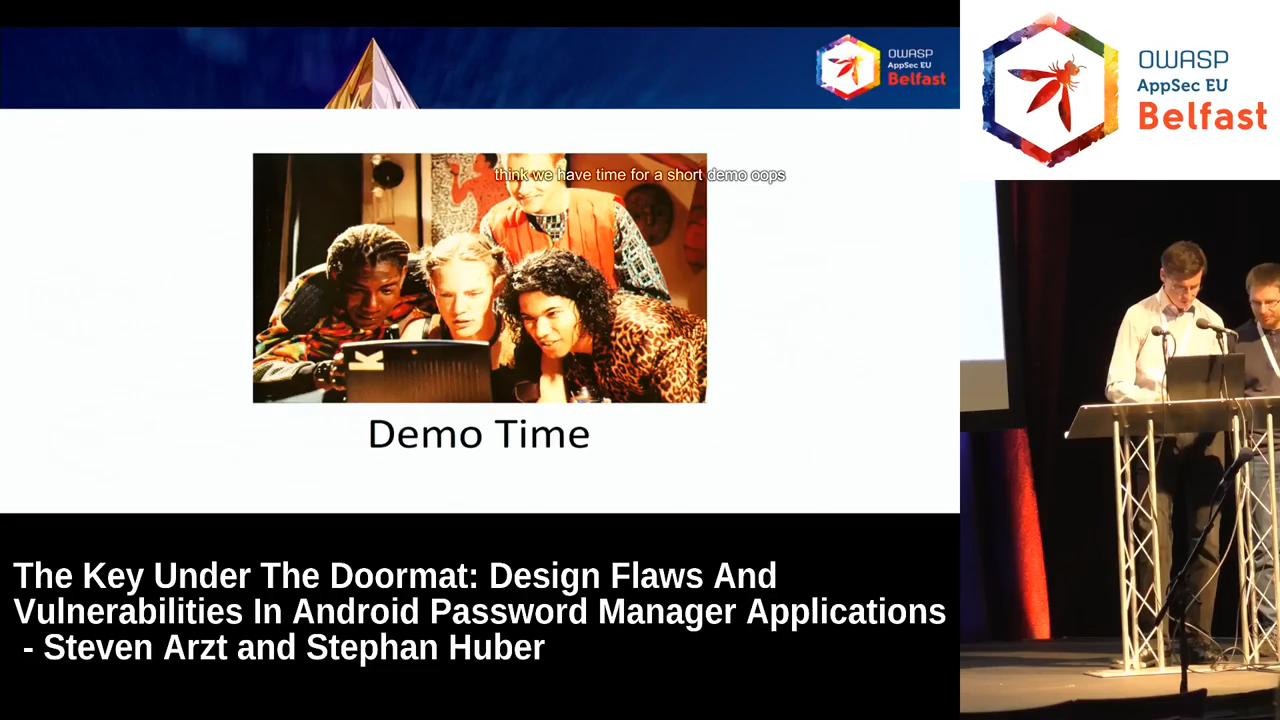 OWASP
AppSec EU
Belfast
OWASP
AppSec EU
Belfast
think we have time for a short demo oops
K
Demo Time
The Key Under The Doormat: Design Flaws And
Vulnerabilities In Android Password Manager Applications
- Steven Arzt and Stephan Huber